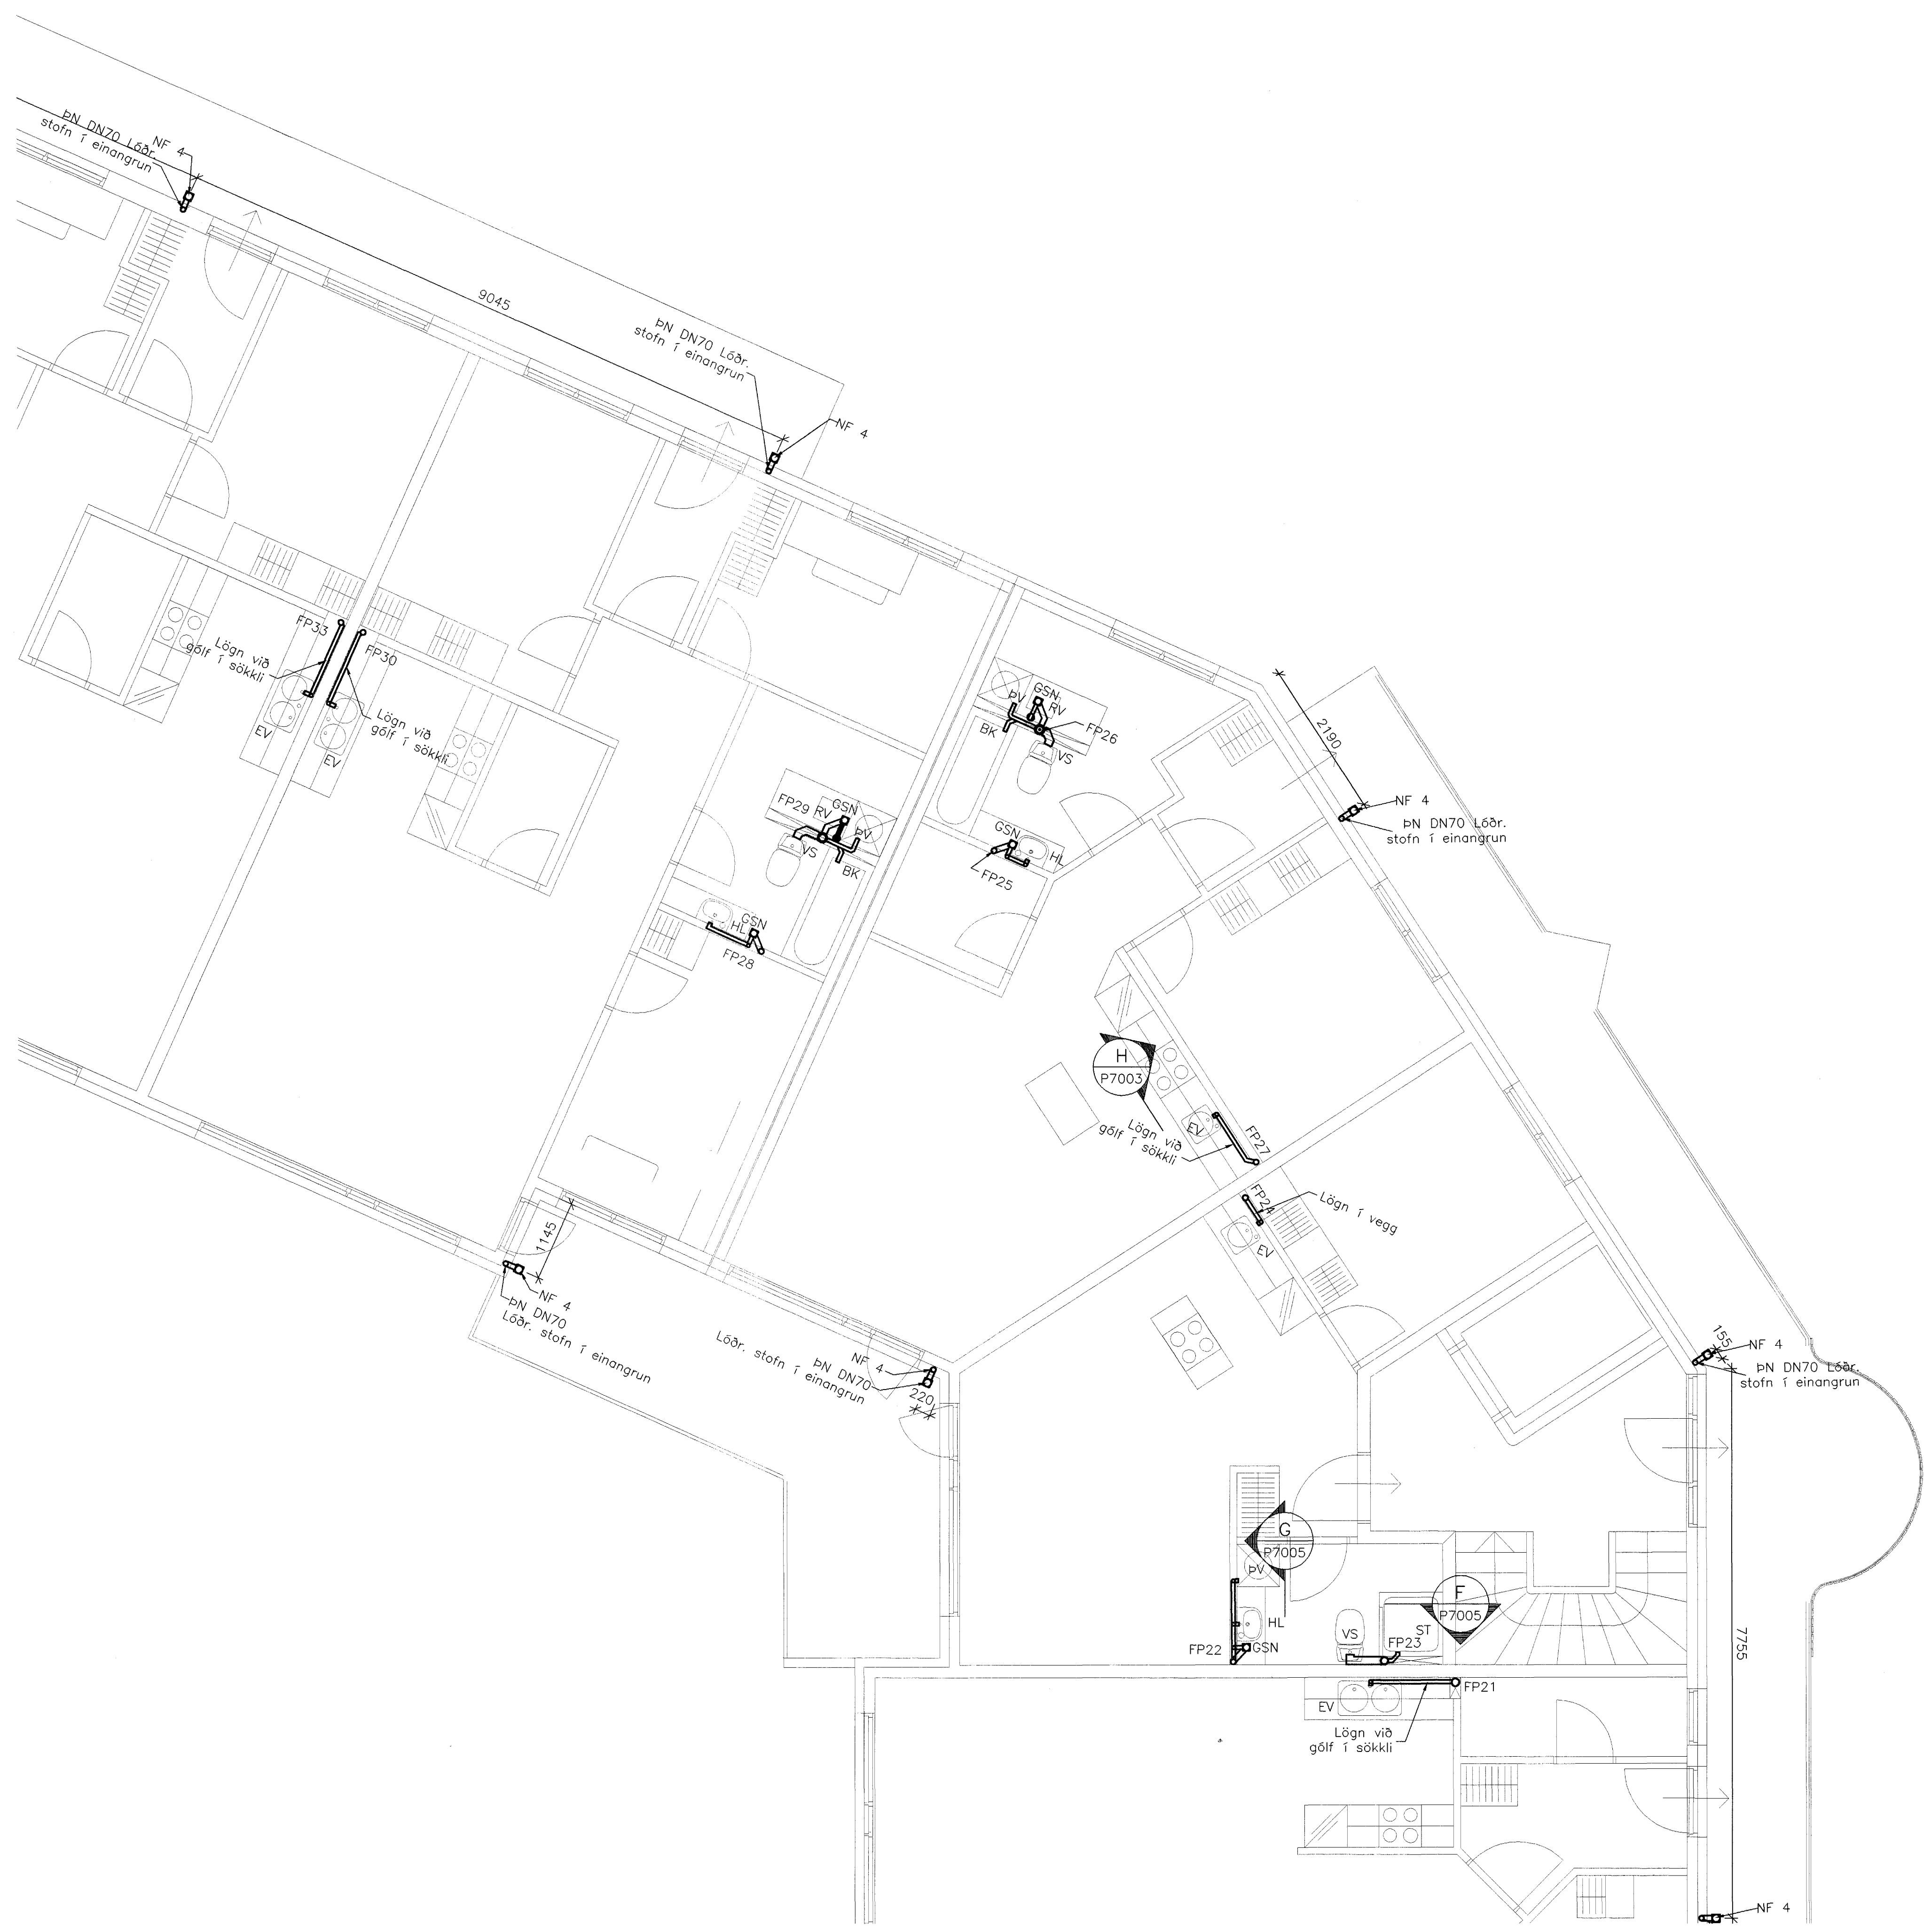 ÞN DN70 Lóðr.
stofn í einangrun
NF 4
9045
ÞN DN70 Lóðr.
stofn í einangrun
NF 4
FP33
Lögn við
gólf í sökkli
FP30
Lögn við
gólf í sökkli
EV
EV
GSN
ÞV
RV
BK
FP26
VS
2190
NF 4
ÞN DN70 Lóðr.
stofn í einangrun
FP29
RV
GSN
ÞV
VS
BK
GSN
HL
FP25
GSN
HL
FP28
H
P7003
Lögn við
gólf í sökkli
EV
FP27
FP24
Lögn í vegg
EV
1145
NF 4
ÞN DN70
Lóðr. stofn í einangrun
NF 4
ÞN DN70
Lóðr. stofn í einangrun
220
155
NF 4
ÞN DN70 Lóðr.
stofn í einangrun
G
P7005
ÞV
HL
FP22
GSN
F
P7005
VS
ST
FP23
7755
FP21
EV
Lögn við
gólf í sökkli
NF 4